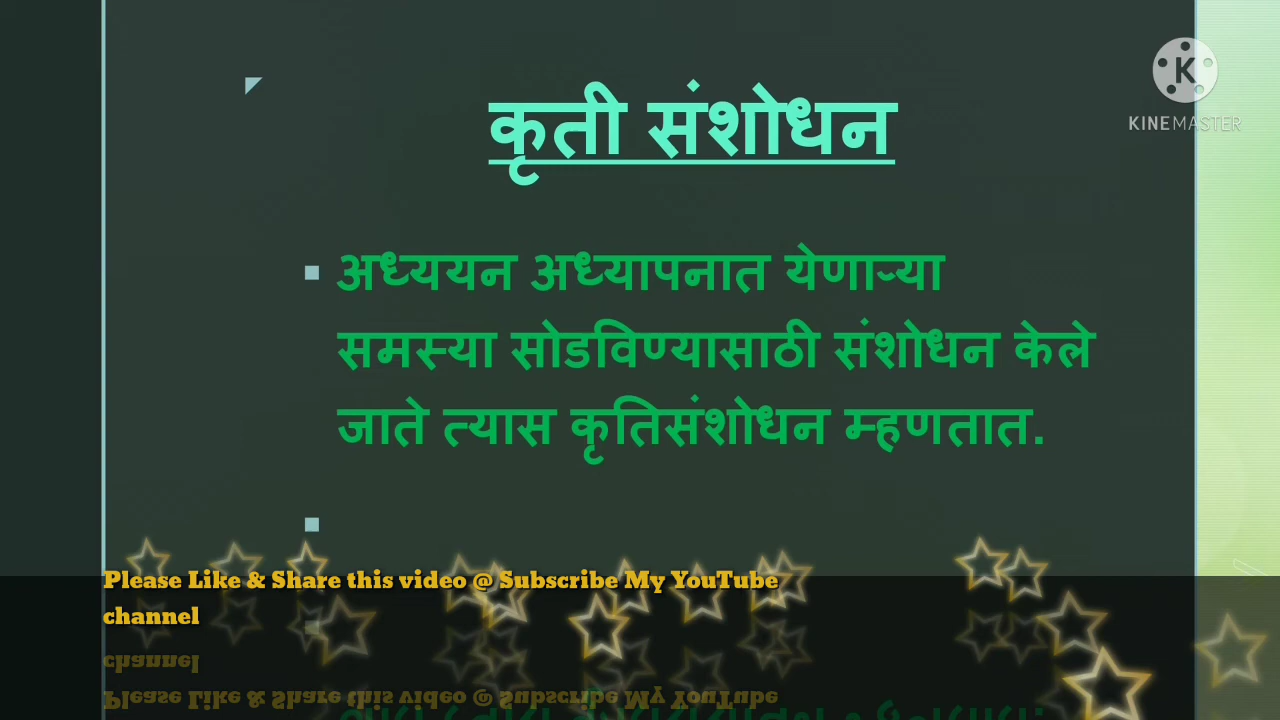 कृती संशोधन
K
KINEMASTER
अध्ययन अध्यापनात येणाऱ्या
समस्या सोडविण्यासाठी संशोधन केले
जाते त्यास कृतिसंशोधन म्हणतात.
Please Like & Share this video @ Subscribe My YouTube
channel